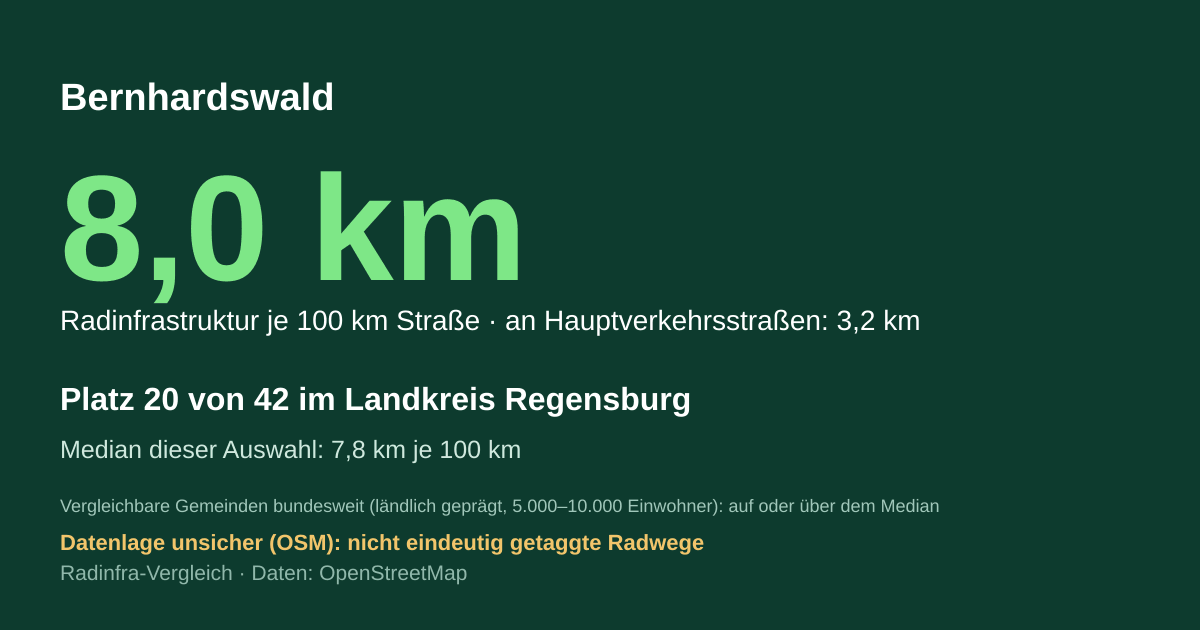 Bernhardswald
8,0 km
Radinfrastruktur je 100 km Straße · an Hauptverkehrsstraßen: 3,2 km
Platz 20 von 42 im Landkreis Regensburg
Median dieser Auswahl: 7,8 km je 100 km
Vergleichbare Gemeinden bundesweit (ländlich geprägt, 5.000–10.000 Einwohner): auf oder über dem Median
Datenlage unsicher (OSM): nicht eindeutig getaggte Radwege
Radinfra-Vergleich · Daten: OpenStreetMap